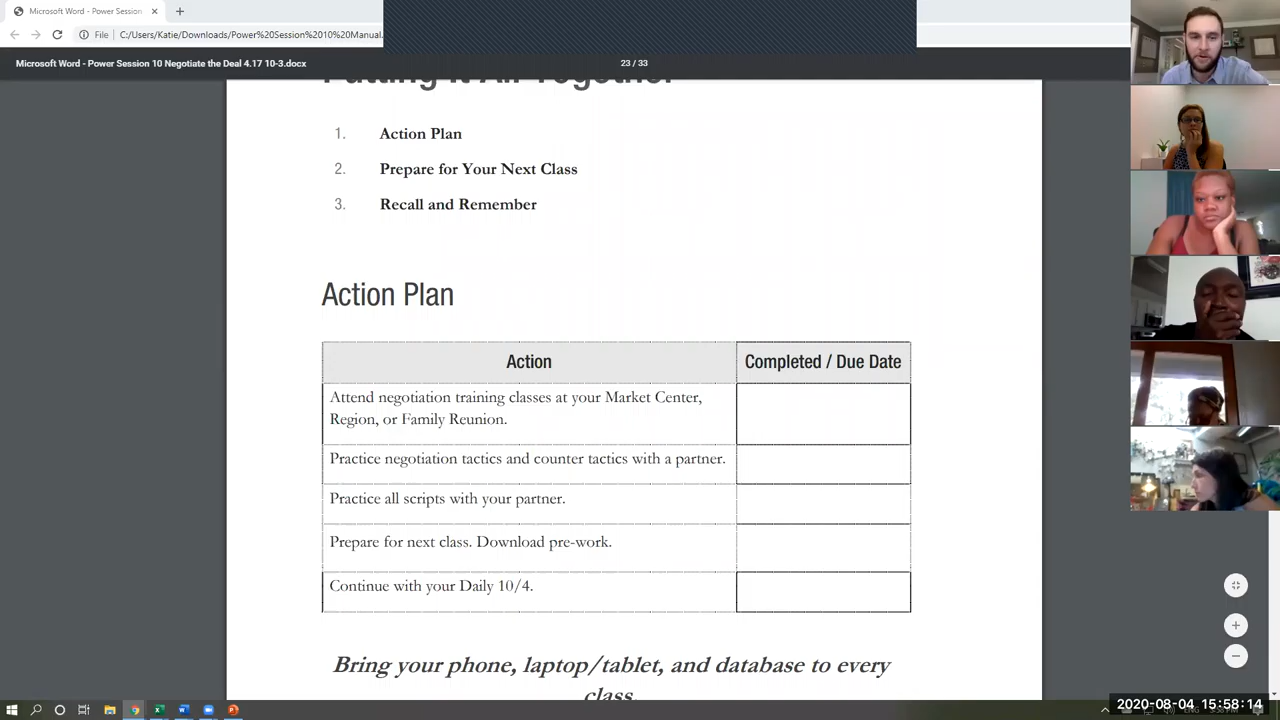 Microsoft Word - Power Session
File
C:/Users/Katie/Downloads/Power%20Session%2010%20Manual.
Microsoft Word - Power Session 10 Negotiate the Deal 4.17 10-3.docx
23 / 33
Putting It All Together
1. Action Plan
2. Prepare for Your Next Class
3. Recall and Remember
Action Plan
Action Completed / Due Date
Attend negotiation training classes at your Market Center,
Region, or Family Reunion.
Practice negotiation tactics and counter tactics with a partner.
Practice all scripts with your partner.
Prepare for next class. Download pre-work.
Continue with your Daily 10/4.
Bring your phone, laptop/tablet, and database to every
class.
2020-08-04 15:58:14